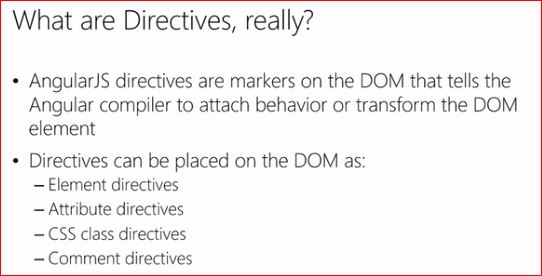 What are Directives, really?
• AngularJS directives are markers on the DOM that tells the
Angular compiler to attach behavior or transform the DOM
element
• Directives can be placed on the DOM as:
– Element directives
– Attribute directives
– CSS class directives
– Comment directives